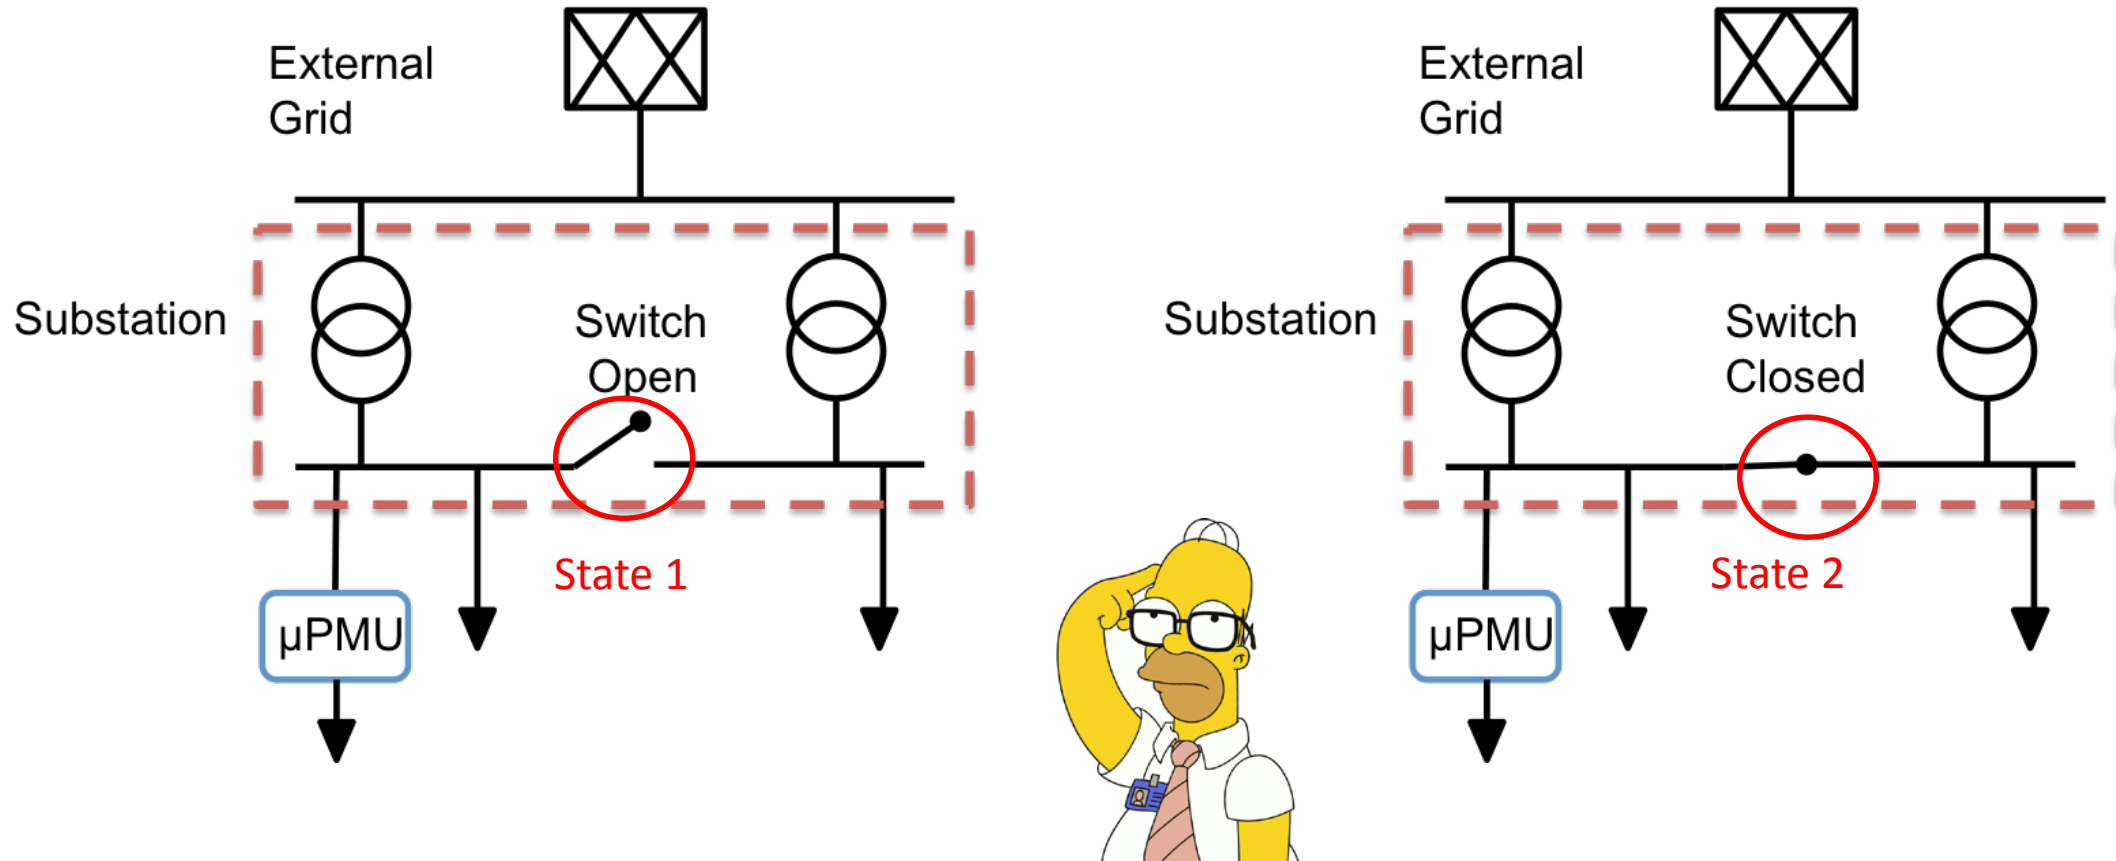 External
Grid
Substation
Switch
Open
State 1
µPMU
External
Grid
Substation
Switch
Closed
State 2
µPMU